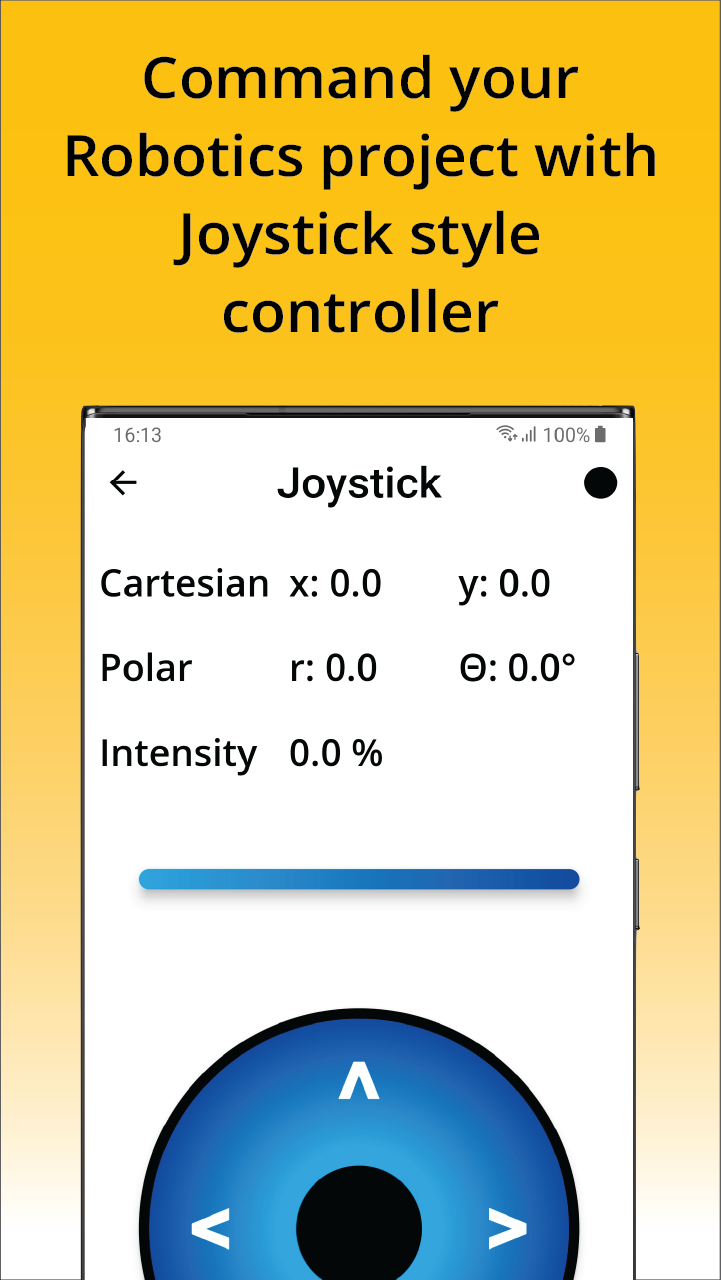 Command your
Robotics project with
Joystick style
controller
16:13 100%
Joystick
Cartesian x: 0.0 y: 0.0
Polar r: 0.0 Θ: 0.0°
Intensity 0.0 %